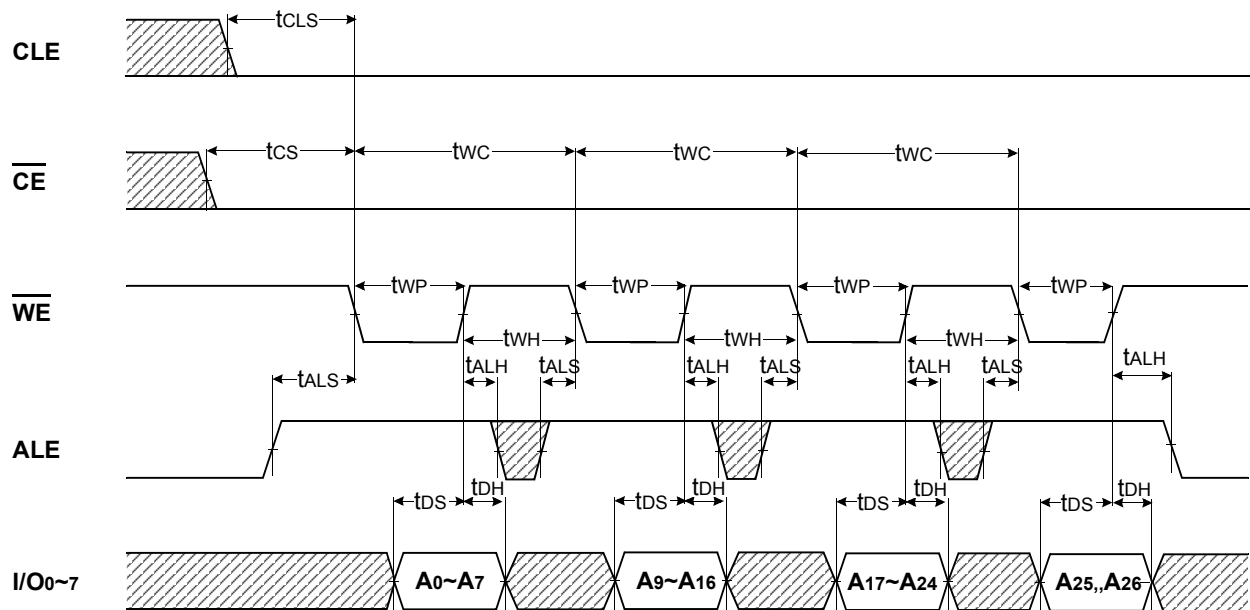 tCLS
CLE
tCS tWC tWC tWC
CE
tWP tWP tWP tWP
WE
tWH tWH tWH
tALS tALH tALS tALH tALS tALH tALS tALH
ALE
tDS tDH tDS tDH tDS tDH tDS tDH
I/O0~7 A0~A7 A9~A16 A17~A24 A25,,A26